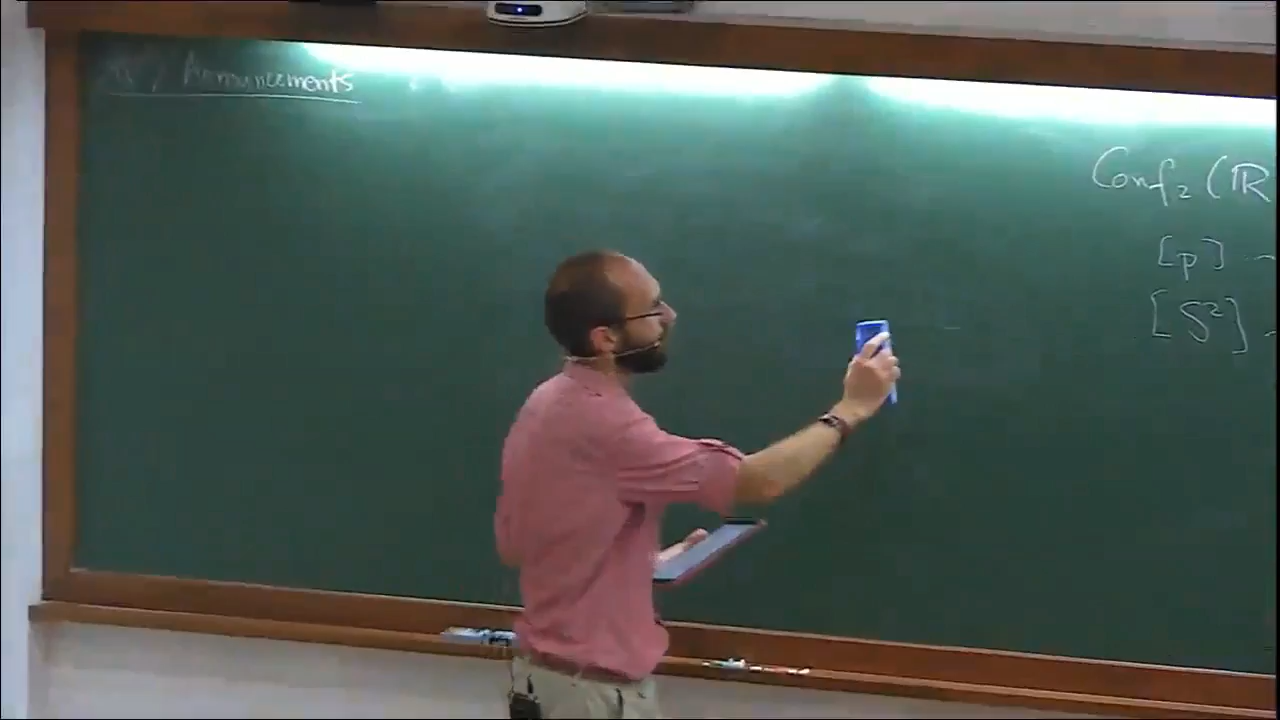 Announcements
Conf₂ (ℝ
[p] →
[S²] →